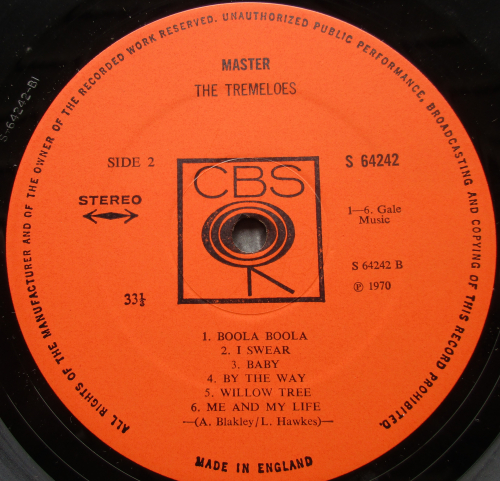 ALL RIGHTS OF THE MANUFACTURER AND OF THE OWNER OF THE RECORDED WORK RESERVED. UNAUTHORIZED PUBLIC PERFORMANCE, BROADCASTING AND COPYING OF THIS RECORD PROHIBITED.
MASTER
THE TREMELOES
S-64242-B1
SIDE 2
S 64242
CBS
STEREO
1—6. Gale
Music
S 64242 B
33⅓
℗ 1970
1. BOOLA BOOLA
2. I SWEAR
3. BABY
4. BY THE WAY
5. WILLOW TREE
6. ME AND MY LIFE
—(A. Blakley/L. Hawkes)—
MADE IN ENGLAND